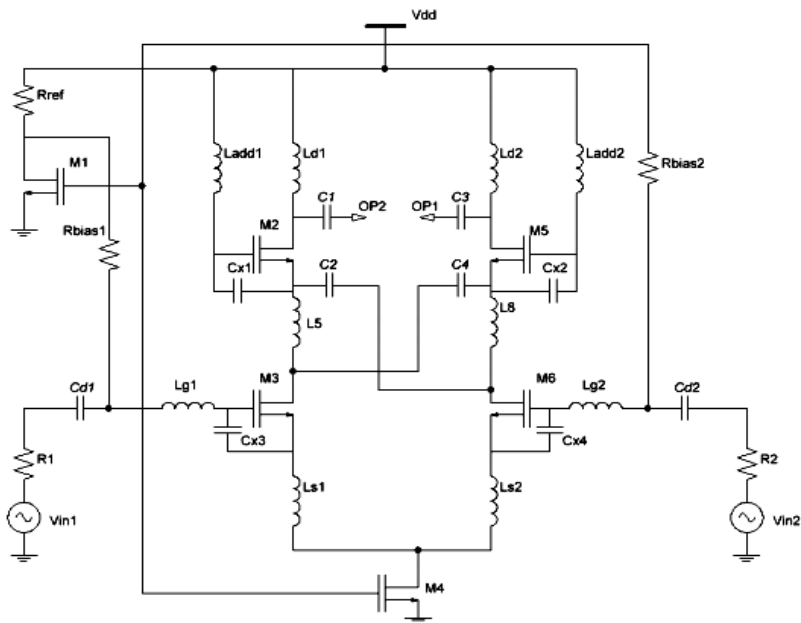 Vdd
Rref
Ladd1
Ld1
Ld2
Ladd2
M1
Rbias2
C1
OP2
OP1
C3
Rbias1
M2
M5
Cx1
C2
C4
Cx2
L5
L8
Cd1
Lg1
M3
M6
Lg2
Cd2
R1
Cx3
Cx4
R2
Vin1
Ls1
Ls2
Vin2
M4